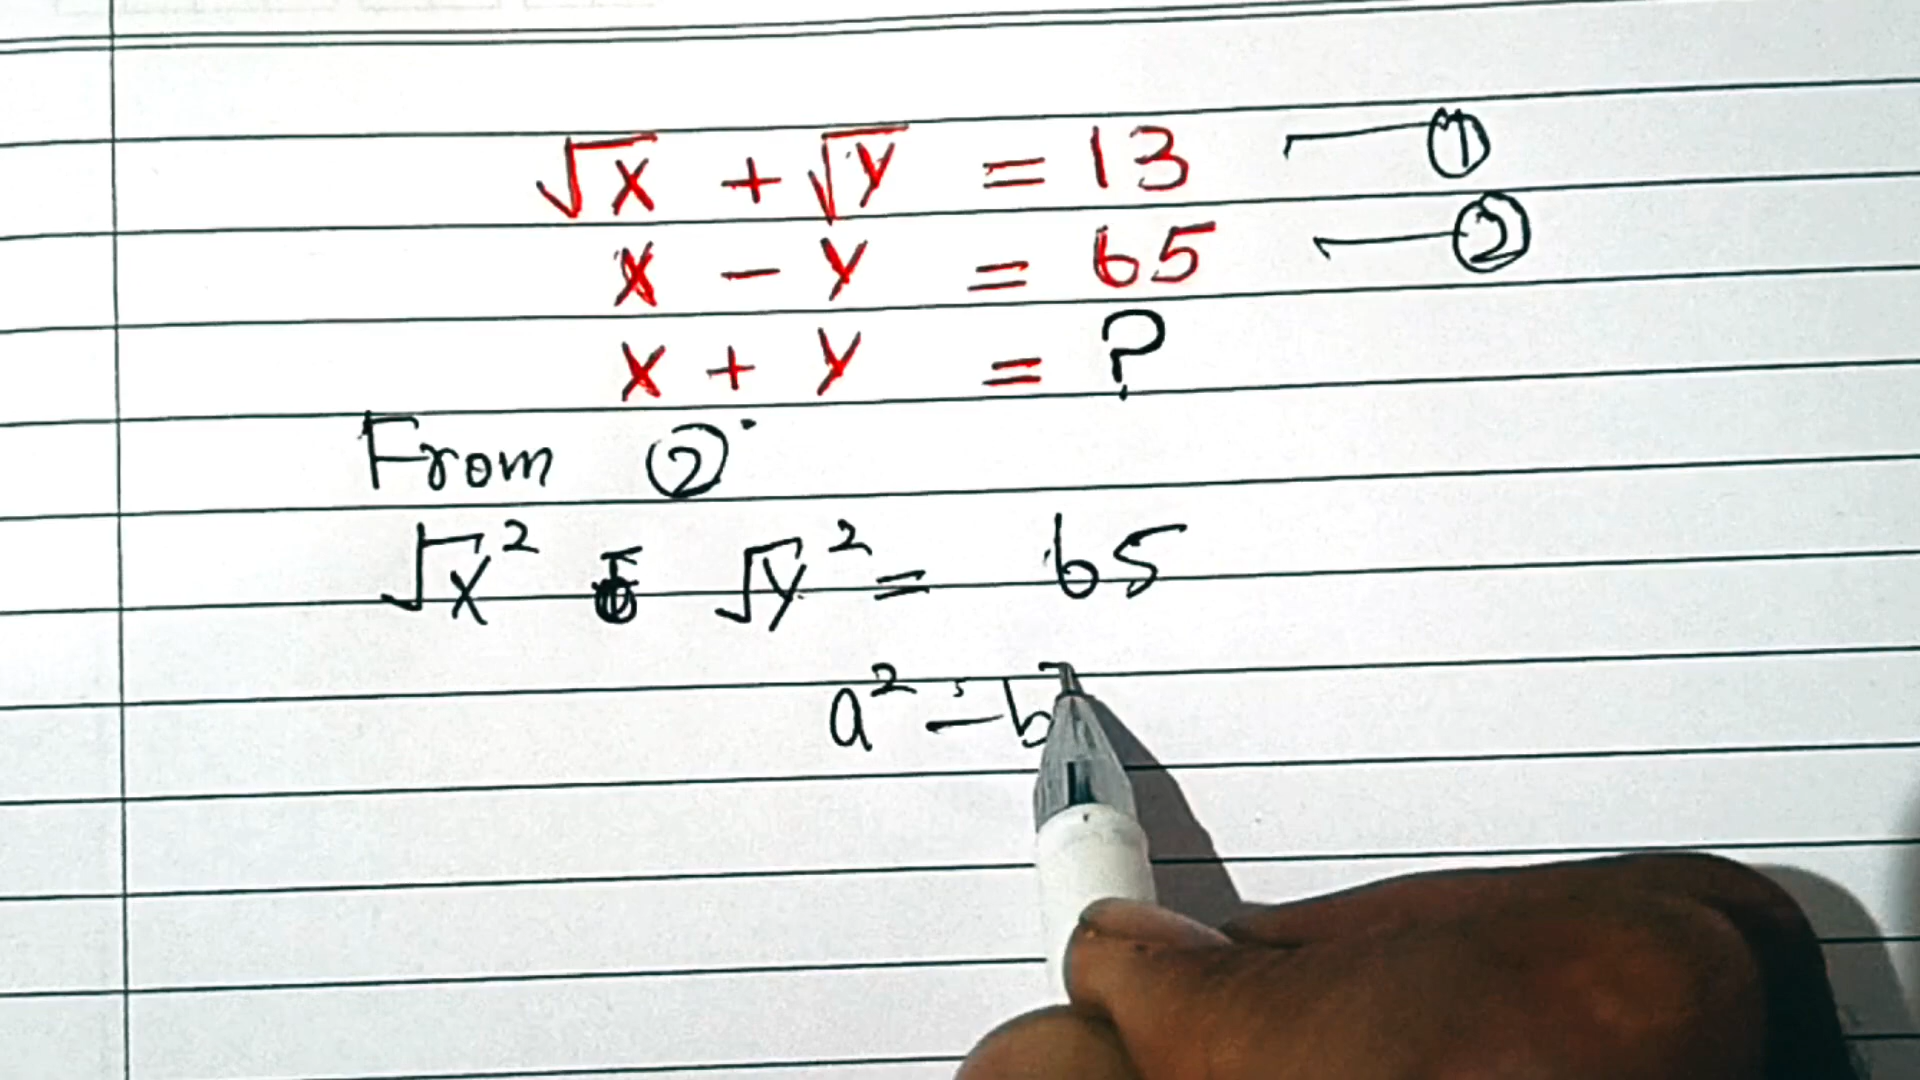 √x + √y = 13 ——①
x - y = 65 ——②
x + y = ?
From ②
√x² - √y² = 65
a² - b